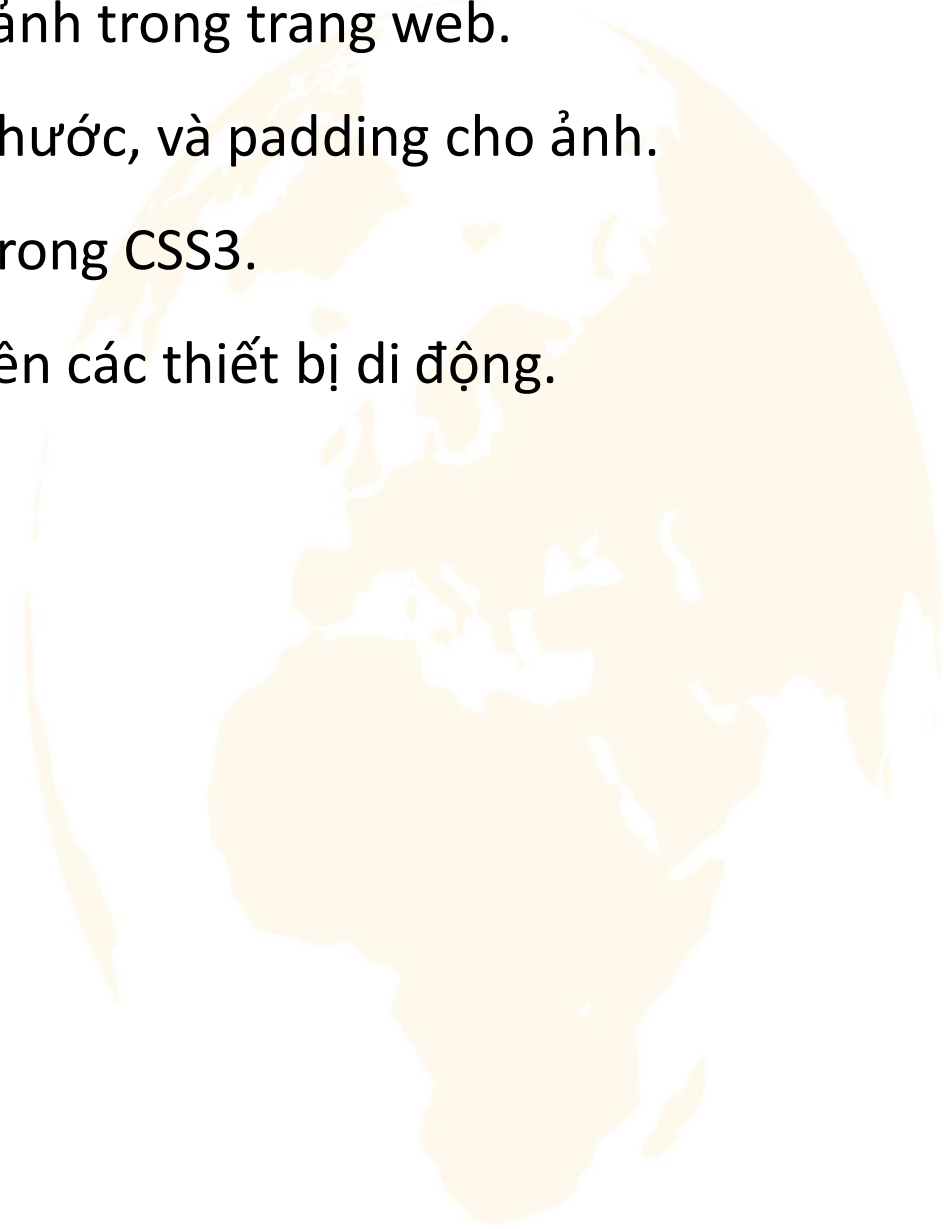 ảnh trong trang web.
hước, và padding cho ảnh.
rong CSS3.
ên các thiết bị di động.